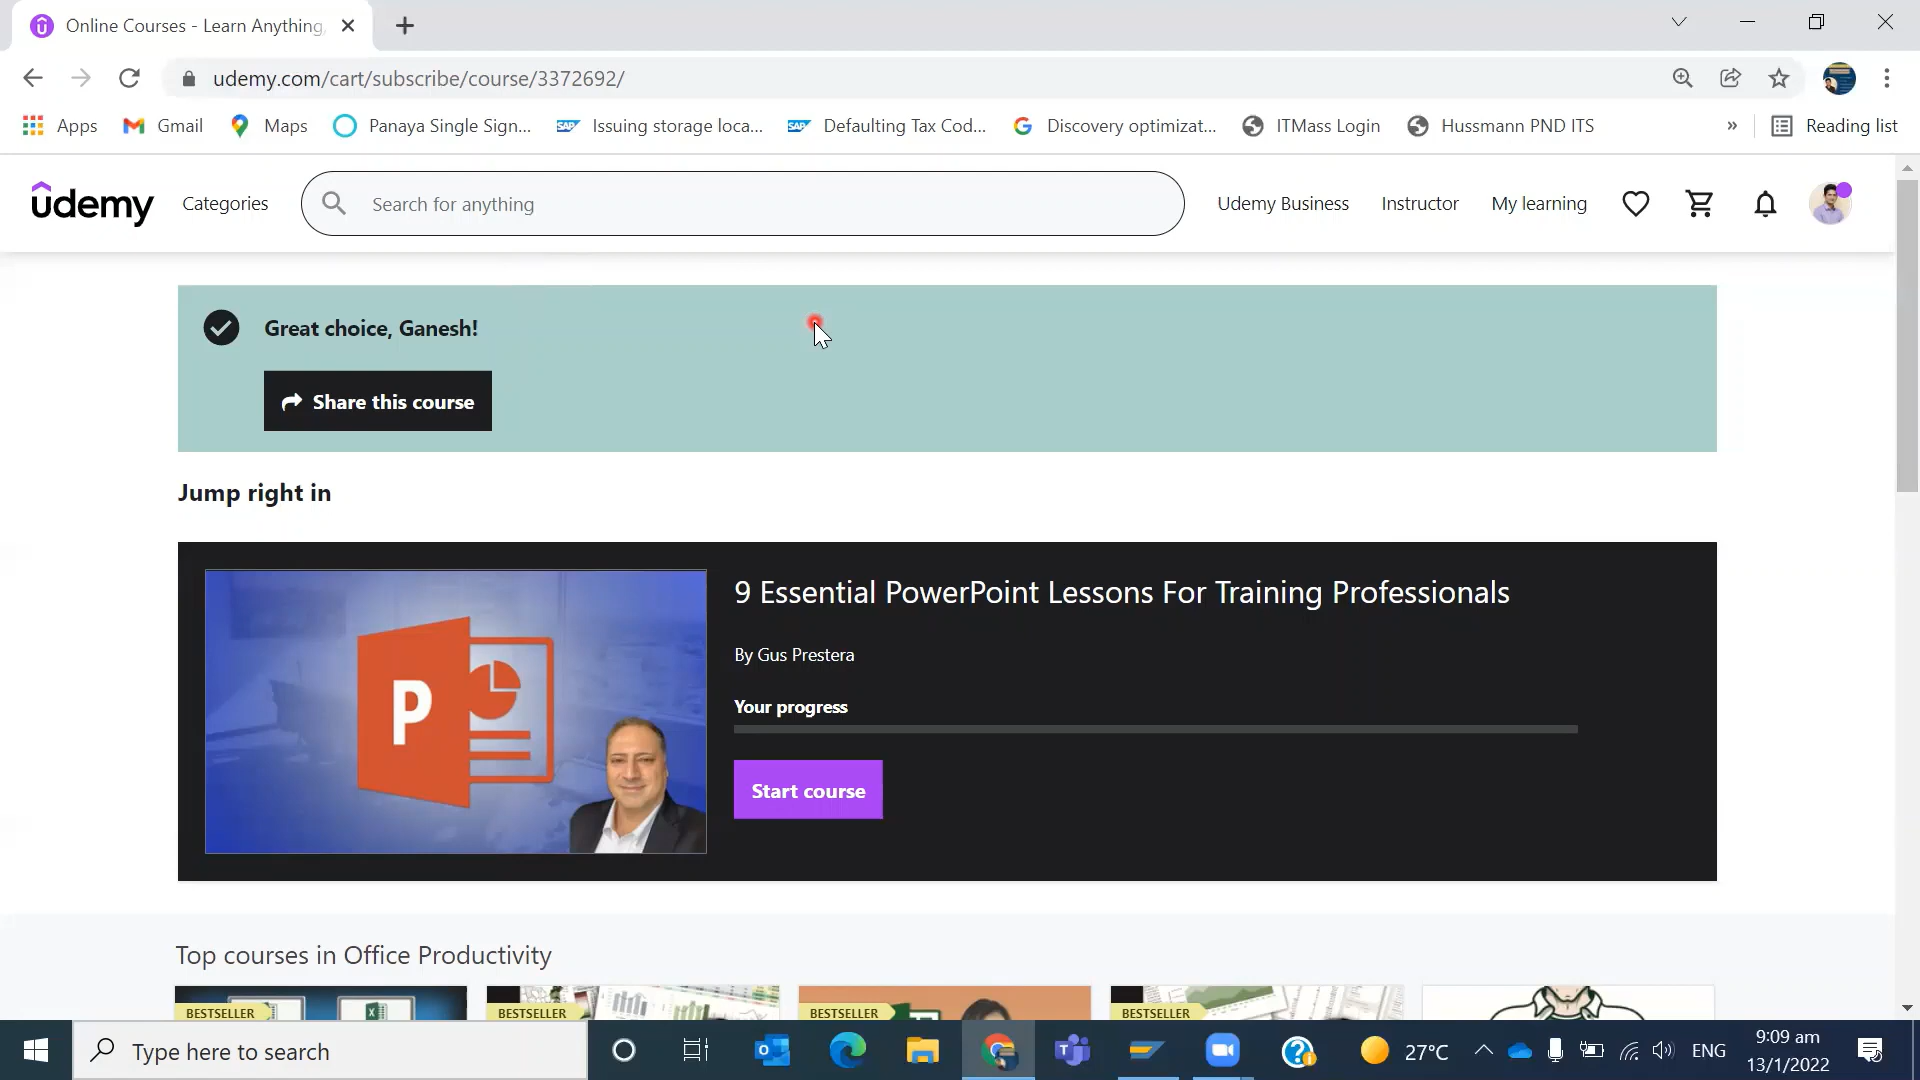 Online Courses - Learn Anything,
udemy.com/cart/subscribe/course/3372692/
Apps Gmail Maps Panaya Single Sign... Issuing storage loca... Defaulting Tax Cod... Discovery optimizat... ITMass Login Hussmann PND ITS » Reading list
udemy Categories Search for anything Udemy Business Instructor My learning
Great choice, Ganesh!
Share this course
Jump right in
9 Essential PowerPoint Lessons For Training Professionals
By Gus Prestera
Your progress
Start course
P
Top courses in Office Productivity
BESTSELLER BESTSELLER BESTSELLER BESTSELLER
Type here to search 27°C ENG 9:09 am
13/1/2022